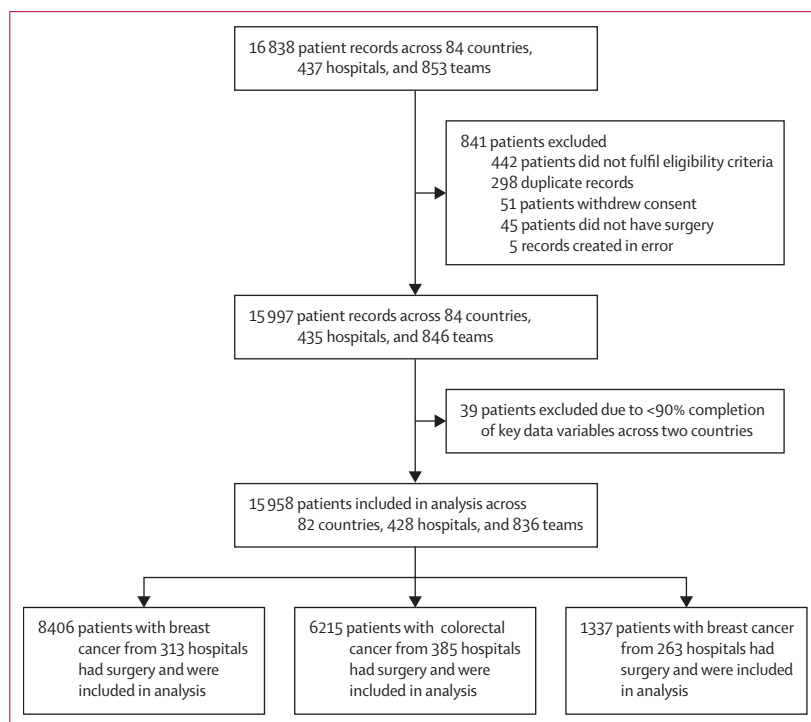 16 838 patient records across 84 countries,
437 hospitals, and 853 teams
841 patients excluded
442 patients did not fulfil eligibility criteria
298 duplicate records
51 patients withdrew consent
45 patients did not have surgery
5 records created in error
15 997 patient records across 84 countries,
435 hospitals, and 846 teams
39 patients excluded due to <90% completion
of key data variables across two countries
15 958 patients included in analysis across
82 countries, 428 hospitals, and 836 teams
8406 patients with breast
cancer from 313 hospitals
had surgery and were
included in analysis
6215 patients with colorectal
cancer from 385 hospitals
had surgery and were
included in analysis
1337 patients with breast cancer
from 263 hospitals had
surgery and were included
in analysis